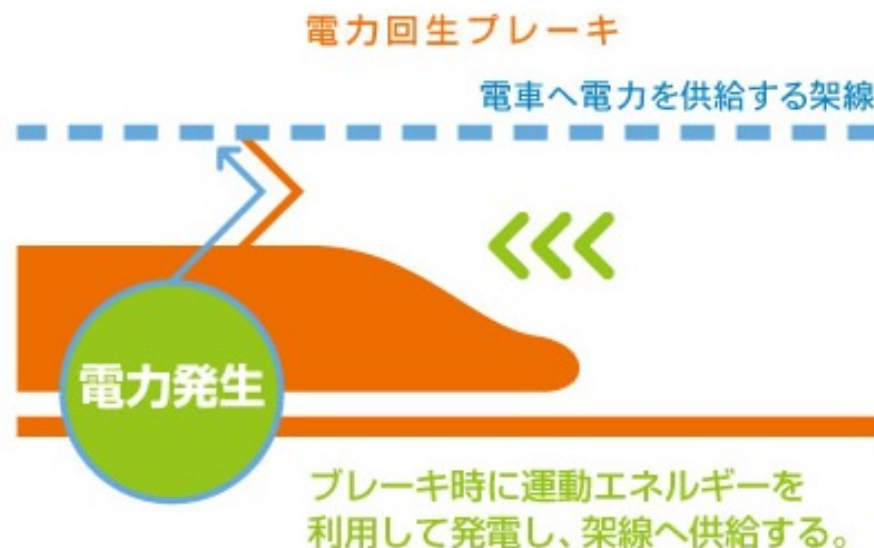 電力回生ブレーキ
電車へ電力を供給する架線
電力発生
ブレーキ時に運動エネルギーを
利用して発電し、架線へ供給する。